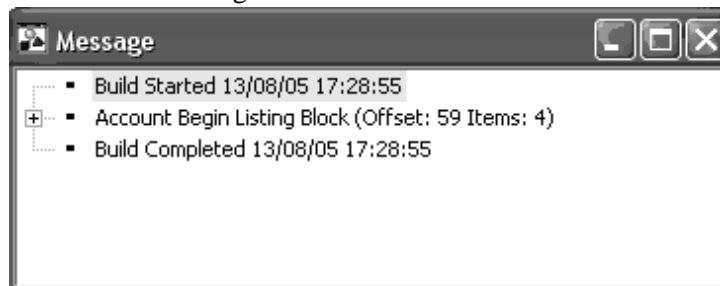 Message
Build Started 13/08/05 17:28:55
Account Begin Listing Block (Offset: 59 Items: 4)
Build Completed 13/08/05 17:28:55